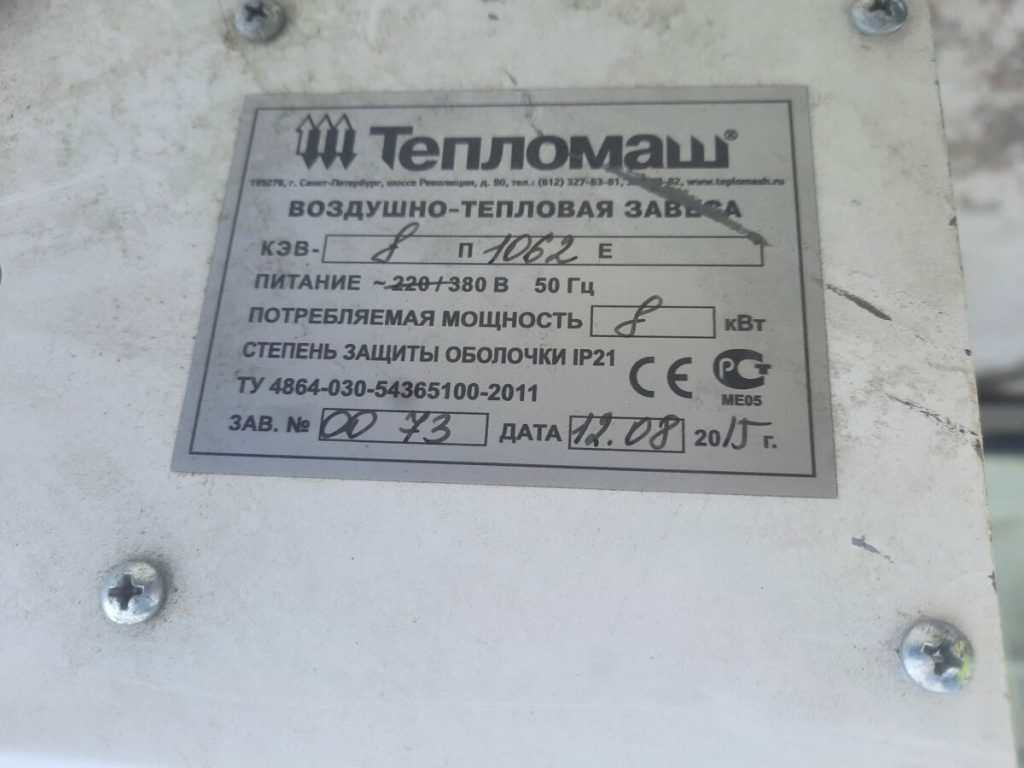 Тепломаш®
195279, г. Санкт-Петербург, шоссе Революции, д. 90, тел.: (812) 327-63-81, www.teplomash.ru
ВОЗДУШНО-ТЕПЛОВАЯ ЗАВЕСА
КЭВ- 8 П 1062 Е
ПИТАНИЕ ~220/380 В 50 Гц
ПОТРЕБЛЯЕМАЯ МОЩНОСТЬ 8 кВт
СТЕПЕНЬ ЗАЩИТЫ ОБОЛОЧКИ IP21
CE РСТ
ТУ 4864-030-54365100-2011
МЕ05
ЗАВ. № 00 73 ДАТА 12.08 2015 г.